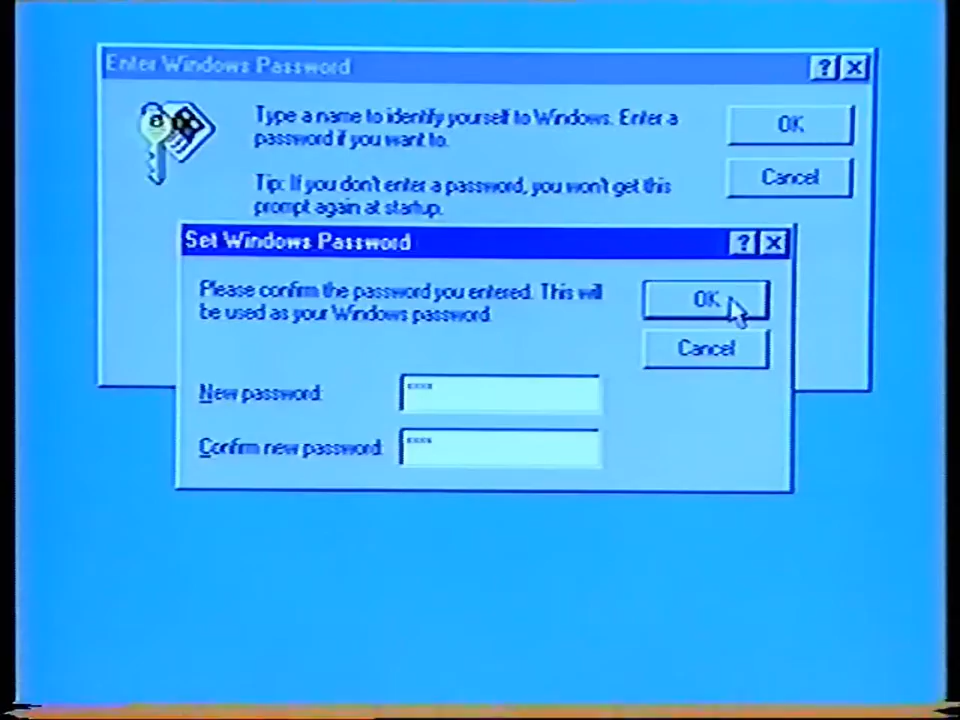 Enter Windows Password
Type a name to identify yourself to Windows. Enter a
password if you want to.
Tip: If you don't enter a password, you won't get this
prompt again at startup.
OK
Cancel
Set Windows Password
Please confirm the password you entered. This will
be used as your Windows password.
OK
Cancel
New password:
****
Confirm new password:
****